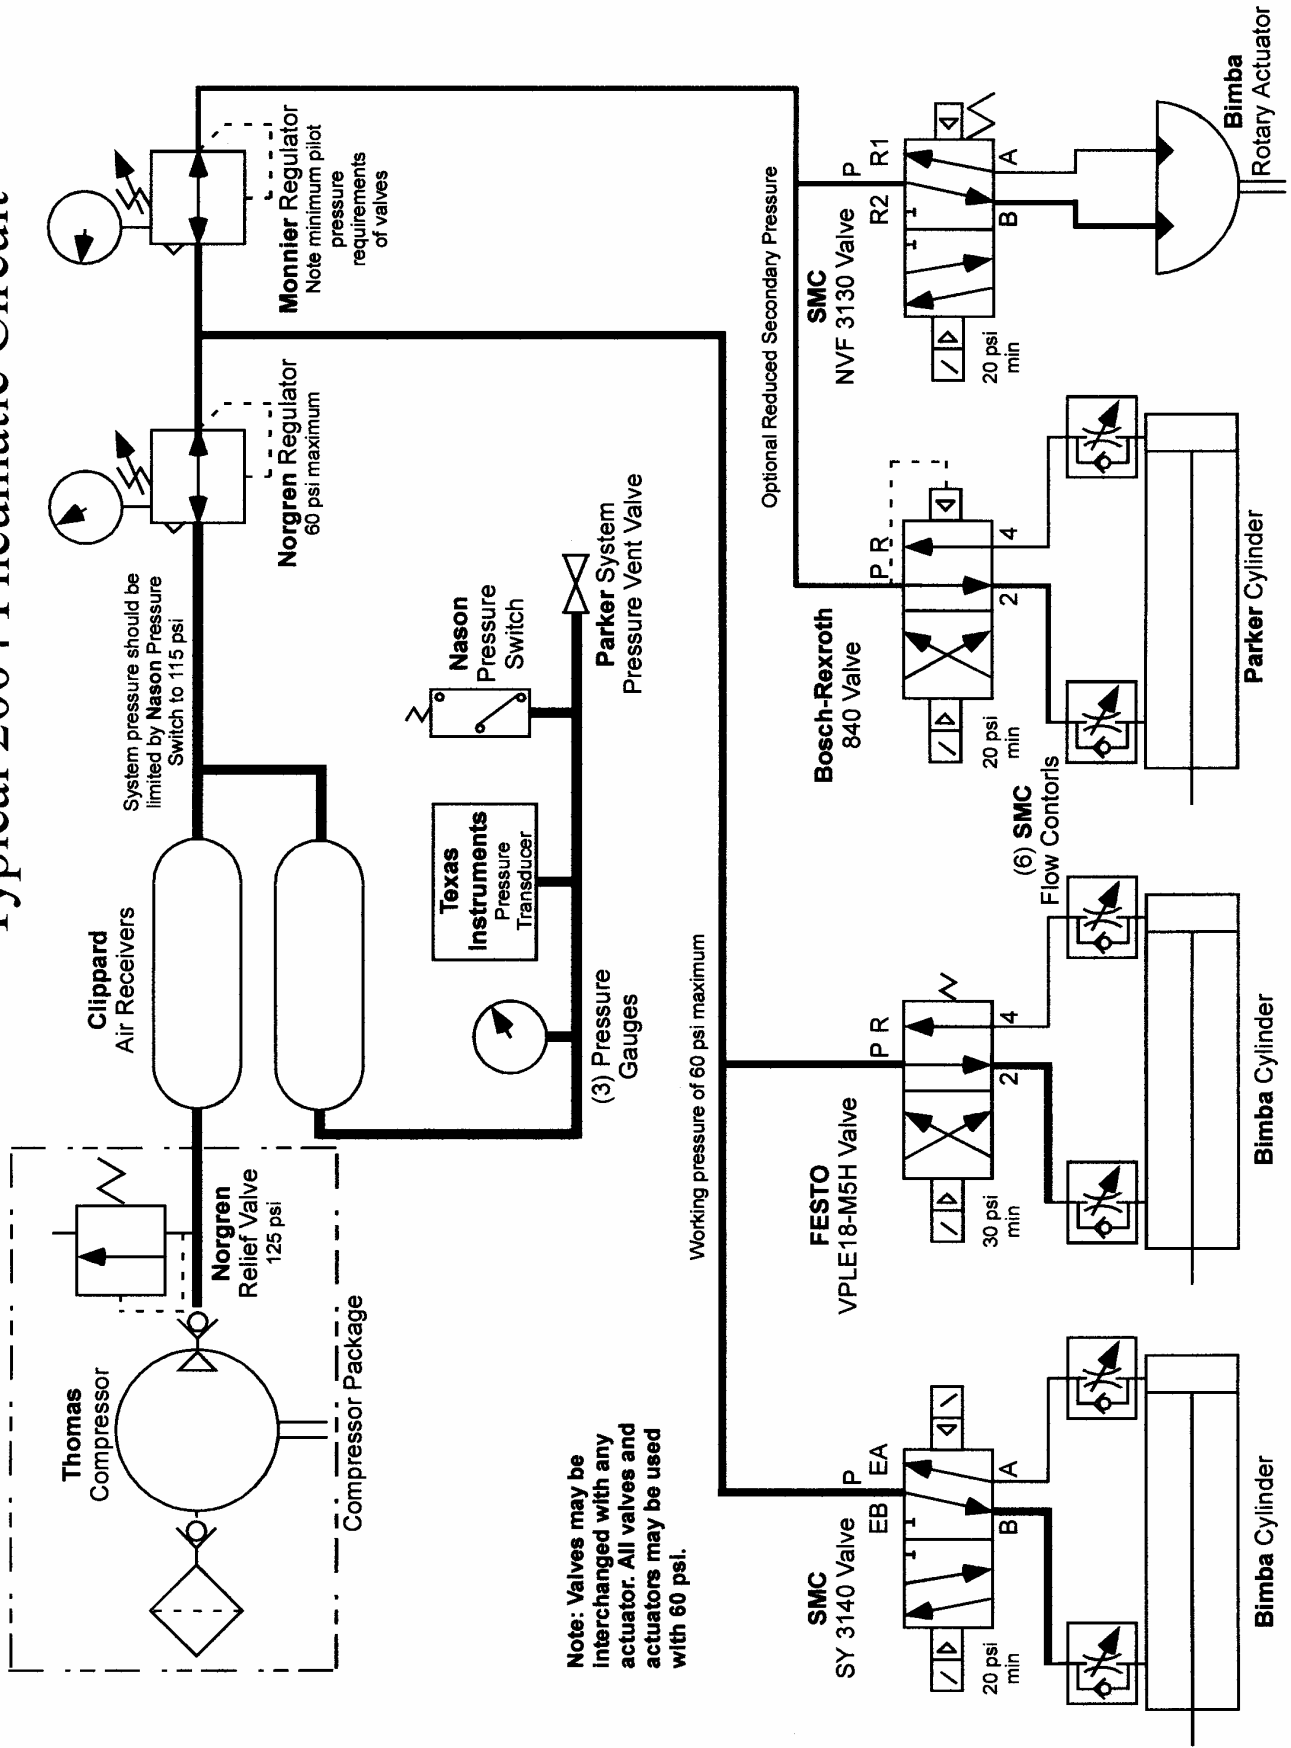 Typical 2004 Pneumatic Circuit
Thomas
Compressor
Norgren
Relief Valve
125 psi
Compressor Package
Clippard
Air Receivers
System pressure should be
limited by Nason Pressure
Switch to 115 psi
Norgren Regulator
60 psi maximum
Monnier Regulator
Note minimum pilot
pressure
requirements
of valves
(3) Pressure
Gauges
Texas
Instruments
Pressure
Transducer
Nason
Pressure
Switch
Parker System
Pressure Vent Valve
Note: Valves may be
interchanged with any
actuator. All valves and
actuators may be used
with 60 psi.
Working pressure of 60 psi maximum
Optional Reduced Secondary Pressure
SMC
SY 3140 Valve
P
EB EA
20 psi
min
B A
Bimba Cylinder
FESTO
VPLE18-M5H Valve
P R
30 psi
min
2 4
Bimba Cylinder
(6) SMC
Flow Contorls
Bosch-Rexroth
840 Valve
P R
20 psi
min
2 4
Parker Cylinder
SMC
NVF 3130 Valve
P
R2 R1
20 psi
min
B A
Bimba
Rotary Actuator